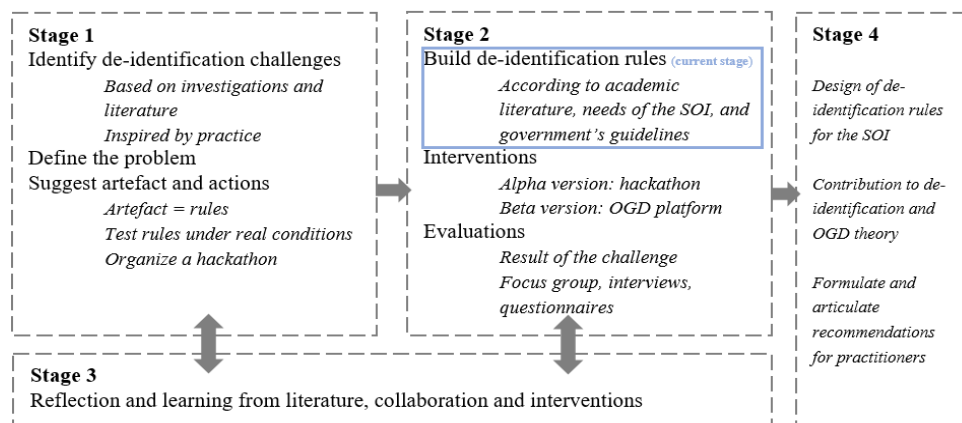 Stage 1
Identify de-identification challenges
Based on investigations and
literature
Inspired by practice
Define the problem
Suggest artefact and actions
Artefact = rules
Test rules under real conditions
Organize a hackathon
Stage 2
Build de-identification rules (current stage)
According to academic
literature, needs of the SOI, and
government’s guidelines
Interventions
Alpha version: hackathon
Beta version: OGD platform
Evaluations
Result of the challenge
Focus group, interviews,
questionnaires
Stage 4
Design of de-
identification rules
for the SOI
Contribution to de-
identification and
OGD theory
Formulate and
articulate
recommendations
for practitioners
Stage 3
Reflection and learning from literature, collaboration and interventions